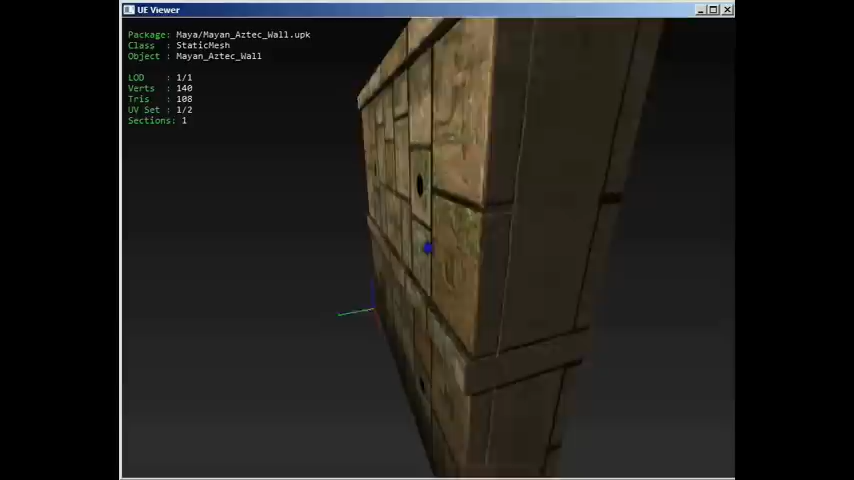 UE Viewer
Package: Maya/Mayan_Aztec_Wall.upk
Class : StaticMesh
Object : Mayan_Aztec_Wall
LOD : 1/1
Verts : 140
Tris : 108
UV Set : 1/2
Sections: 1